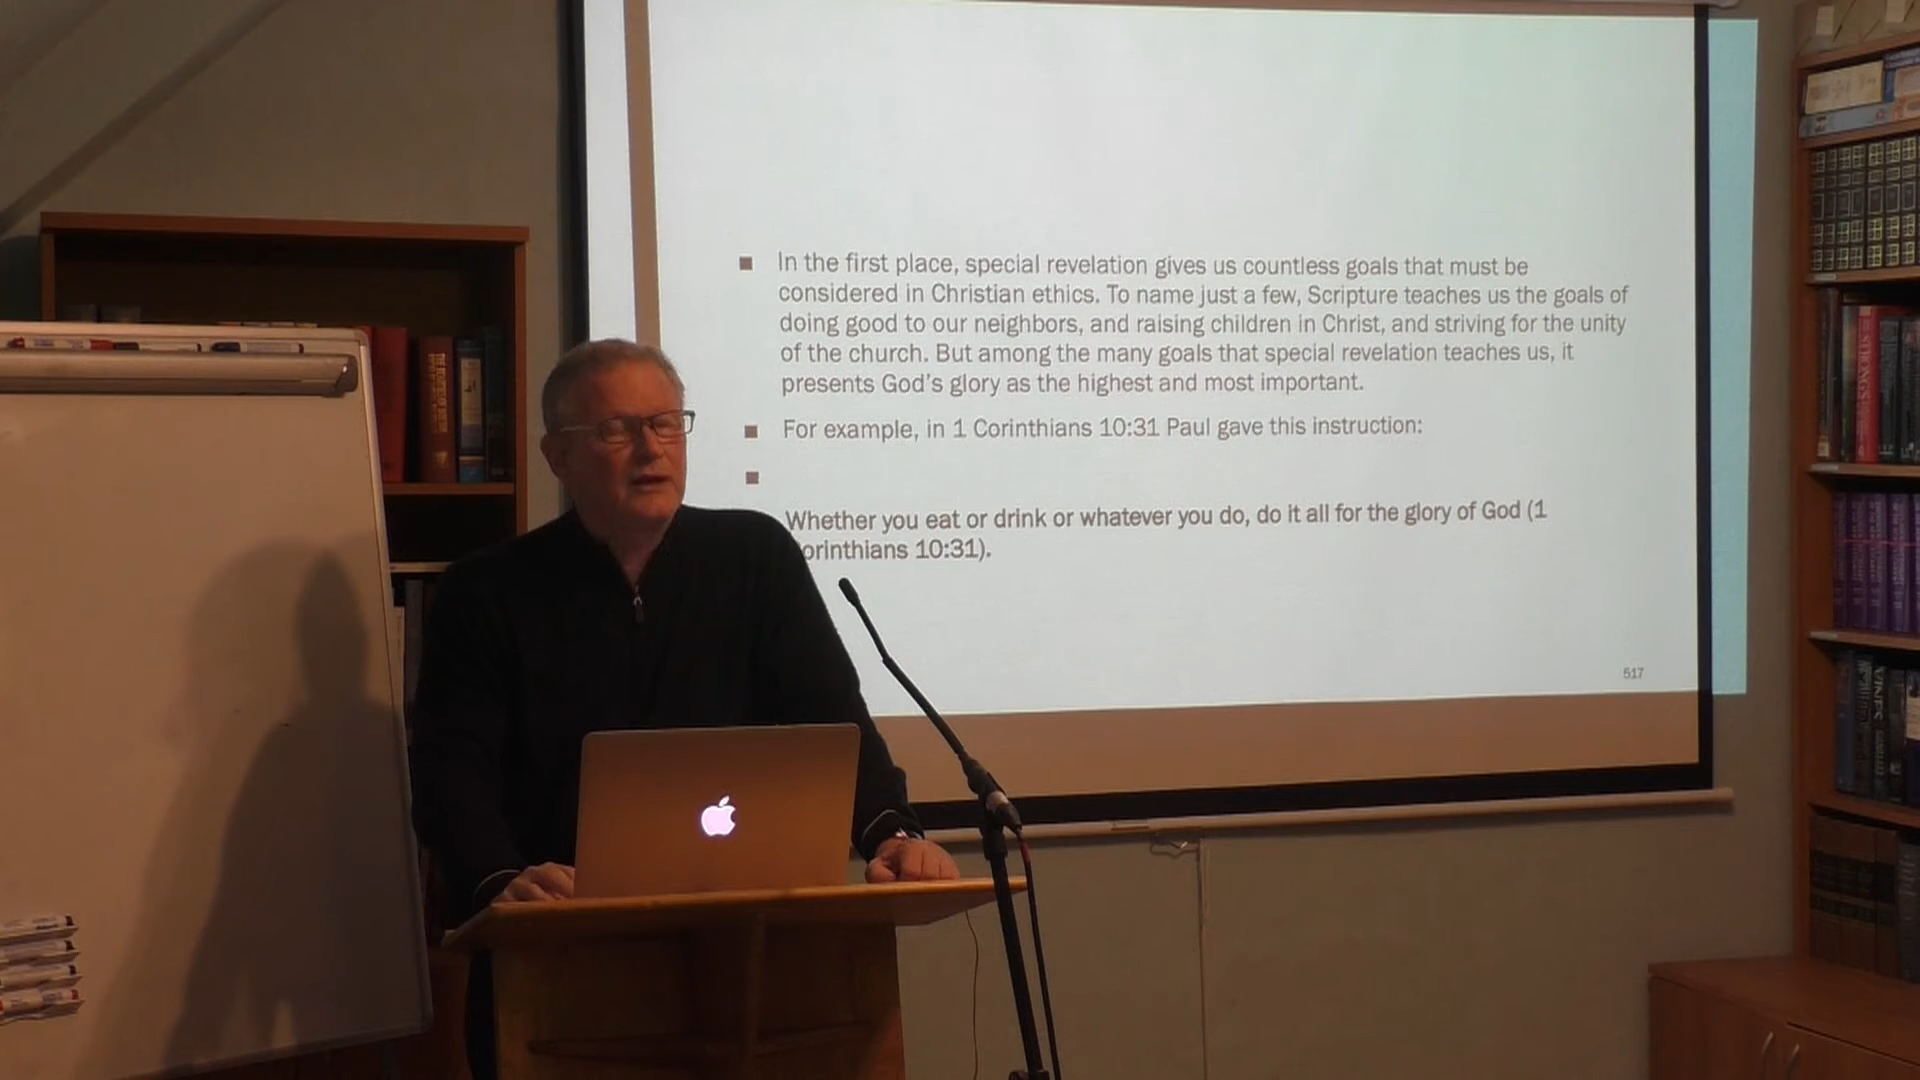 In the first place, special revelation gives us countless goals that must be
considered in Christian ethics. To name just a few, Scripture teaches us the goals of
doing good to our neighbors, and raising children in Christ, and striving for the unity
of the church. But among the many goals that special revelation teaches us, it
presents God's glory as the highest and most important.
For example, in 1 Corinthians 10:31 Paul gave this instruction:
Whether you eat or drink or whatever you do, do it all for the glory of God (1
orinthians 10:31).
517
STRONG'S